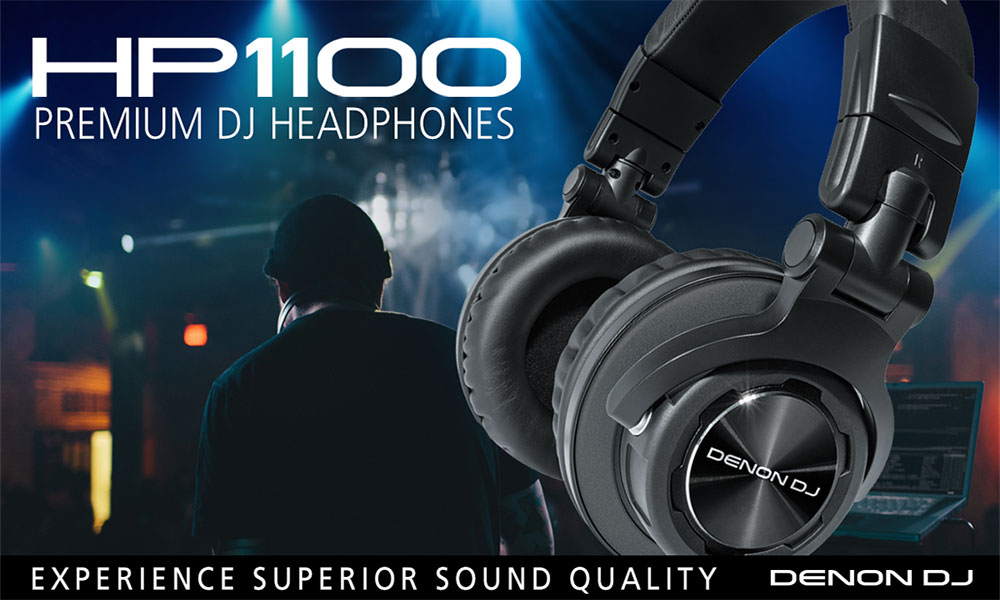 HP1100
PREMIUM DJ HEADPHONES
R
DENON DJ
EXPERIENCE SUPERIOR SOUND QUALITY
DENON DJ